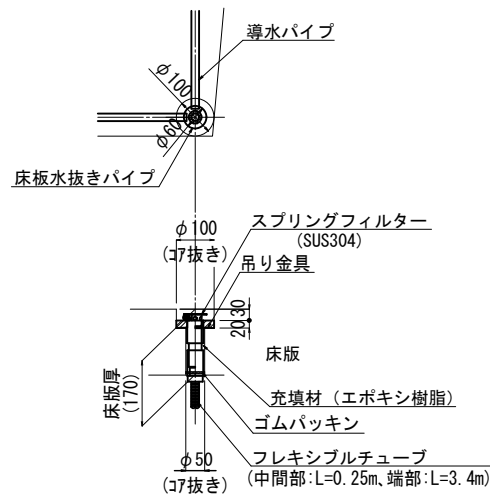 導水パイプ
φ100
φ60
床板水抜きパイプ
スプリングフィルター
(SUS304)
φ100
(コア抜き)
吊り金具
30
20
床版
床版厚
(170)
充填材（エポキシ樹脂）
ゴムパッキン
フレキシブルチューブ
(中間部:L=0.25m、端部:L=3.4m)
φ50
(コア抜き)